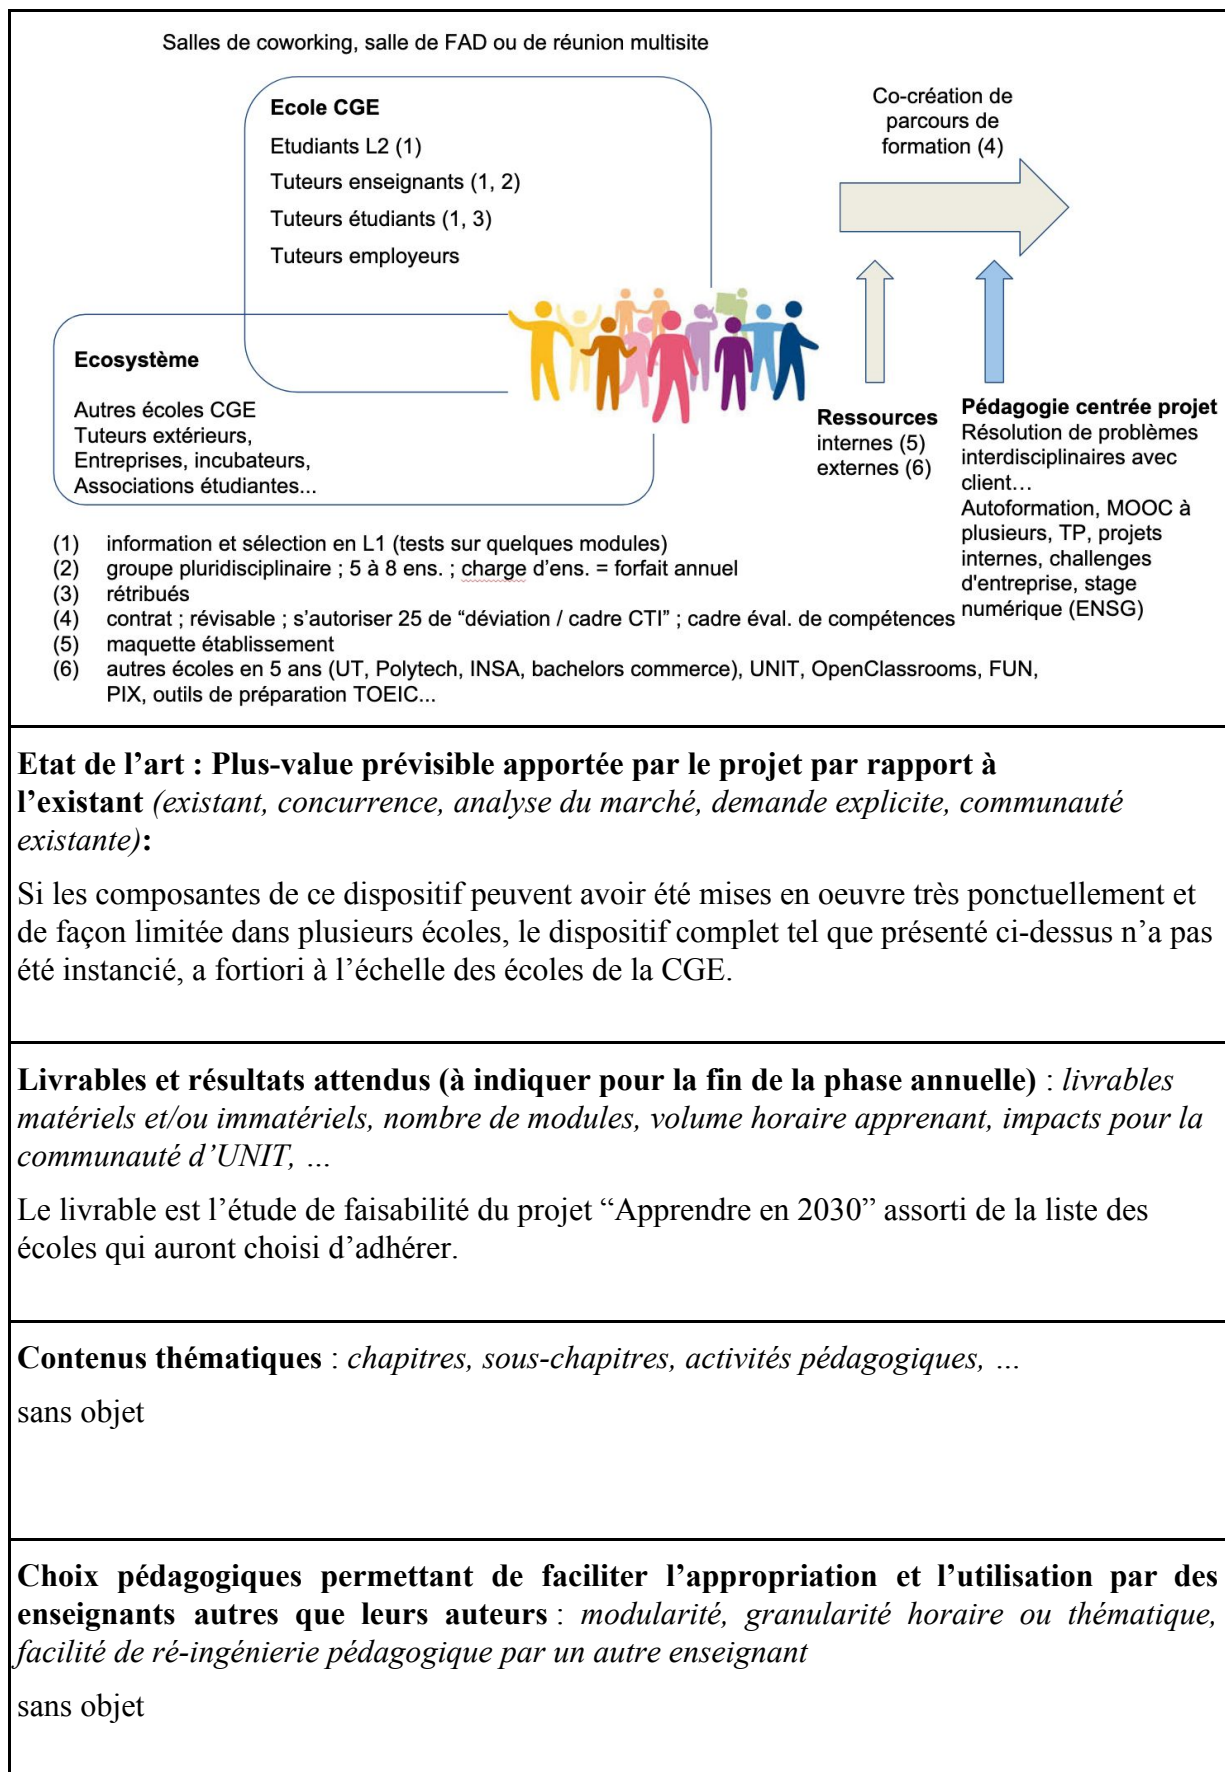 Salles de coworking, salle de FAD ou de réunion multisite
Ecole CGE
Etudiants L2 (1)
Tuteurs enseignants (1, 2)
Tuteurs étudiants (1, 3)
Tuteurs employeurs
Co-création de
parcours de
formation (4)
Ecosystème
Autres écoles CGE
Tuteurs extérieurs,
Entreprises, incubateurs,
Associations étudiantes...
Ressources
internes (5)
externes (6)
Pédagogie centrée projet
Résolution de problèmes
interdisciplinaires avec
client…
Autoformation, MOOC à
plusieurs, TP, projets
internes, challenges
d'entreprise, stage
numérique (ENSG)
(1) information et sélection en L1 (tests sur quelques modules)
(2) groupe pluridisciplinaire ; 5 à 8 ens. ; charge d'ens. = forfait annuel
(3) rétribués
(4) contrat ; révisable ; s'autoriser 25 de “déviation / cadre CTI” ; cadre éval. de compétences
(5) maquette établissement
(6) autres écoles en 5 ans (UT, Polytech, INSA, bachelors commerce), UNIT, OpenClassrooms, FUN,
PIX, outils de préparation TOEIC...
Etat de l’art : Plus-value prévisible apportée par le projet par rapport à
l’existant (existant, concurrence, analyse du marché, demande explicite, communauté
existante):
Si les composantes de ce dispositif peuvent avoir été mises en oeuvre très ponctuellement et
de façon limitée dans plusieurs écoles, le dispositif complet tel que présenté ci-dessus n’a pas
été instancié, a fortiori à l’échelle des écoles de la CGE.
Livrables et résultats attendus (à indiquer pour la fin de la phase annuelle) : livrables
matériels et/ou immatériels, nombre de modules, volume horaire apprenant, impacts pour la
communauté d’UNIT, …
Le livrable est l’étude de faisabilité du projet “Apprendre en 2030” assorti de la liste des
écoles qui auront choisi d’adhérer.
Contenus thématiques : chapitres, sous-chapitres, activités pédagogiques, …
sans objet
Choix pédagogiques permettant de faciliter l’appropriation et l’utilisation par des
enseignants autres que leurs auteurs : modularité, granularité horaire ou thématique,
facilité de ré-ingénierie pédagogique par un autre enseignant
sans objet